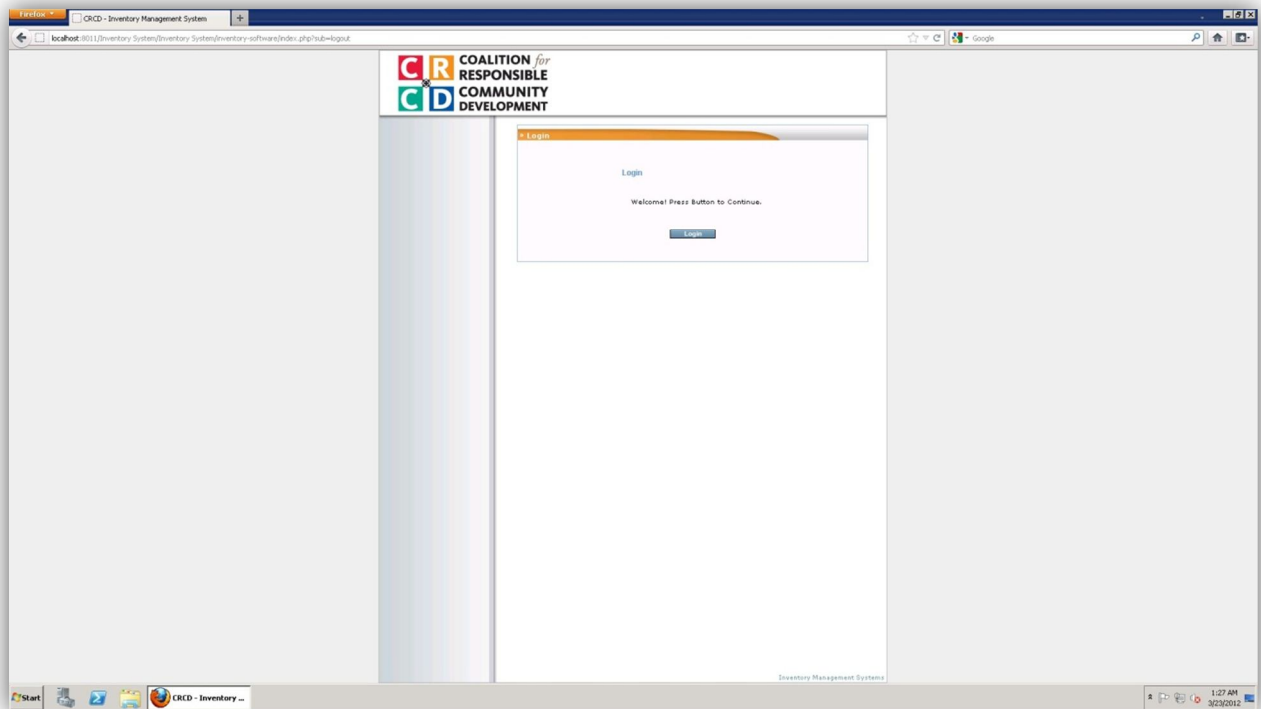 Firefox
CRCD - Inventory Management System
localhost:8011/Inventory System/Inventory System/inventory-software/index.php?sub=logout
Google
CR
CD
COALITION for
RESPONSIBLE
COMMUNITY
DEVELOPMENT
Login
Login
Welcome! Press Button to Continue.
Login
Inventory Management Systems
Start
CRCD - Inventory ...
1:27 AM
3/23/2012